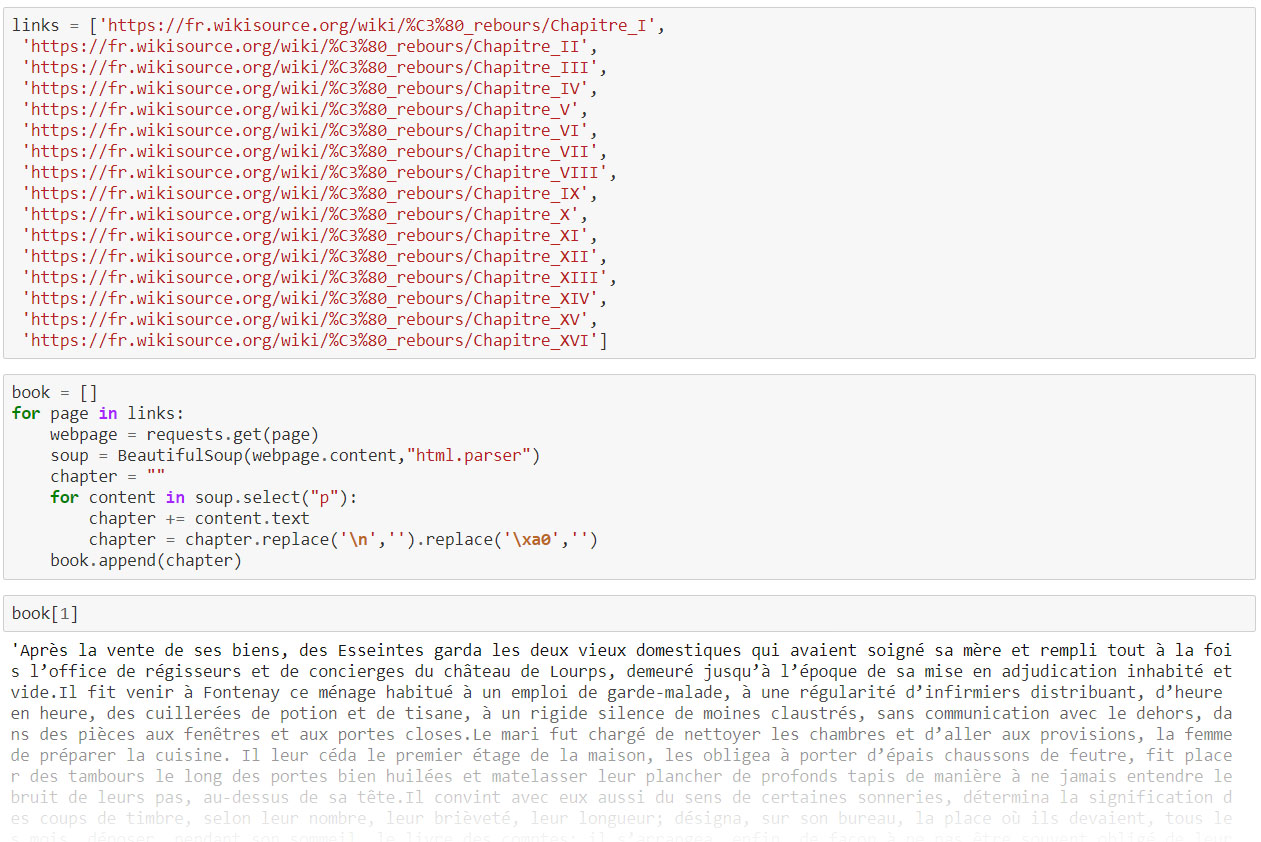 links = ['https://fr.wikisource.org/wiki/%C3%80_rebours/Chapitre_I',
 'https://fr.wikisource.org/wiki/%C3%80_rebours/Chapitre_II',
 'https://fr.wikisource.org/wiki/%C3%80_rebours/Chapitre_III',
 'https://fr.wikisource.org/wiki/%C3%80_rebours/Chapitre_IV',
 'https://fr.wikisource.org/wiki/%C3%80_rebours/Chapitre_V',
 'https://fr.wikisource.org/wiki/%C3%80_rebours/Chapitre_VI',
 'https://fr.wikisource.org/wiki/%C3%80_rebours/Chapitre_VII',
 'https://fr.wikisource.org/wiki/%C3%80_rebours/Chapitre_VIII',
 'https://fr.wikisource.org/wiki/%C3%80_rebours/Chapitre_IX',
 'https://fr.wikisource.org/wiki/%C3%80_rebours/Chapitre_X',
 'https://fr.wikisource.org/wiki/%C3%80_rebours/Chapitre_XI',
 'https://fr.wikisource.org/wiki/%C3%80_rebours/Chapitre_XII',
 'https://fr.wikisource.org/wiki/%C3%80_rebours/Chapitre_XIII',
 'https://fr.wikisource.org/wiki/%C3%80_rebours/Chapitre_XIV',
 'https://fr.wikisource.org/wiki/%C3%80_rebours/Chapitre_XV',
 'https://fr.wikisource.org/wiki/%C3%80_rebours/Chapitre_XVI']
book = []
for page in links:
    webpage = requests.get(page)
    soup = BeautifulSoup(webpage.content,"html.parser")
    chapter = ""
    for content in soup.select("p"):
        chapter += content.text
        chapter = chapter.replace('\n','').replace('\xa0','')
    book.append(chapter)
book[1]
'Après la vente de ses biens, des Esseintes garda les deux vieux domestiques qui avaient soigné sa mère et rempli tout à la foi
s l’office de régisseurs et de concierges du château de Lourps, demeuré jusqu’à l’époque de sa mise en adjudication inhabité et
vide.Il fit venir à Fontenay ce ménage habitué à un emploi de garde-malade, à une régularité d’infirmiers distribuant, d’heure
en heure, des cuillerées de potion et de tisane, à un rigide silence de moines claustrés, sans communication avec le dehors, da
ns des pièces aux fenêtres et aux portes closes.Le mari fut chargé de nettoyer les chambres et d’aller aux provisions, la femme
de préparer la cuisine. Il leur céda le premier étage de la maison, les obligea à porter d’épais chaussons de feutre, fit place
r des tambours le long des portes bien huilées et matelasser leur plancher de profonds tapis de manière à ne jamais entendre le
bruit de leurs pas, au-dessus de sa tête.Il convint avec eux aussi du sens de certaines sonneries, détermina la signification d
es coups de timbre, selon leur nombre, leur brièveté, leur longueur; désigna, sur son bureau, la place où ils devaient, tous le
s mois, déposer, pendant son sommeil, le livre des comptes; il s’arrangea, enfin, de façon à ne pas être souvent obligé de leur